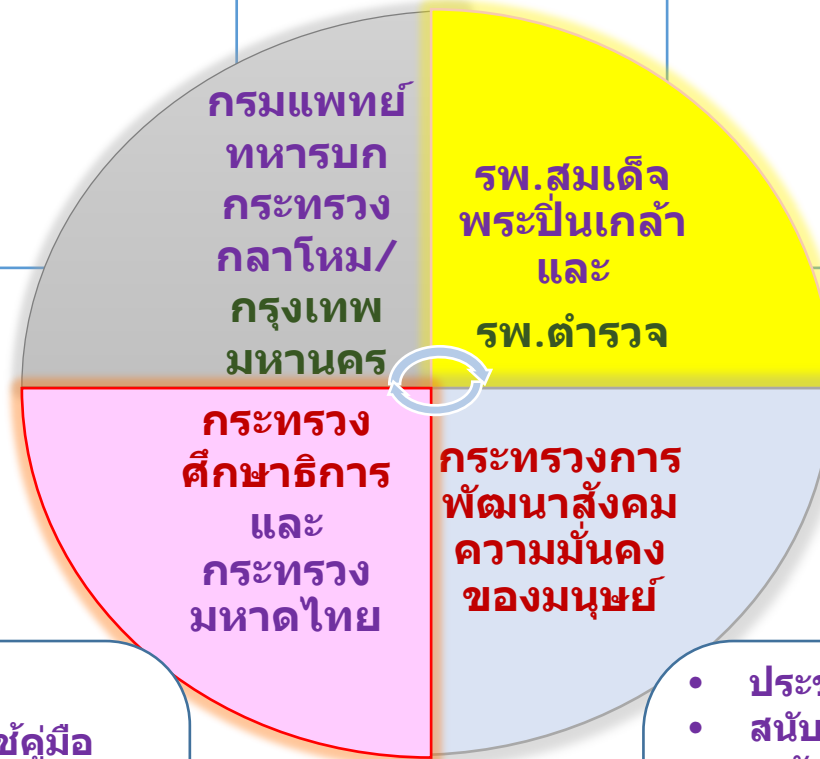 กรมแพทย์
ทหารบก
กระทรวง
กลาโหม/
กรุงเทพ
มหานคร
รพ.สมเด็จ
พระปิ่นเกล้า
และ
รพ.ตำรวจ
กระทรวง
ศึกษาธิการ
และ
กระทรวง
มหาดไทย
กระทรวงการ
พัฒนาสังคม
ความมั่นคง
ของมนุษย์
คู่มือ
•
•